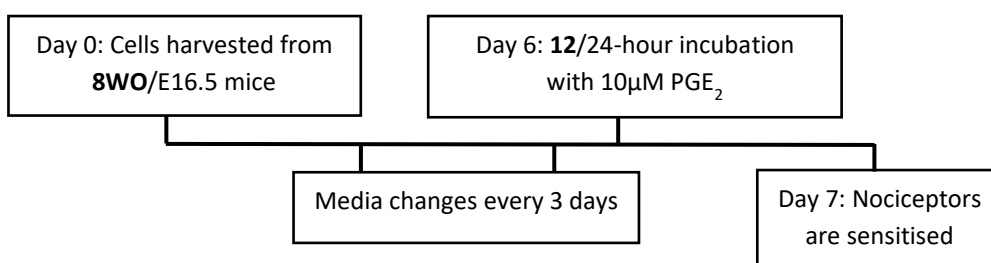 Day 0: Cells harvested from
8WO/E16.5 mice
Day 6: 12/24-hour incubation
with 10µM PGE2
Media changes every 3 days
Day 7: Nociceptors
are sensitised